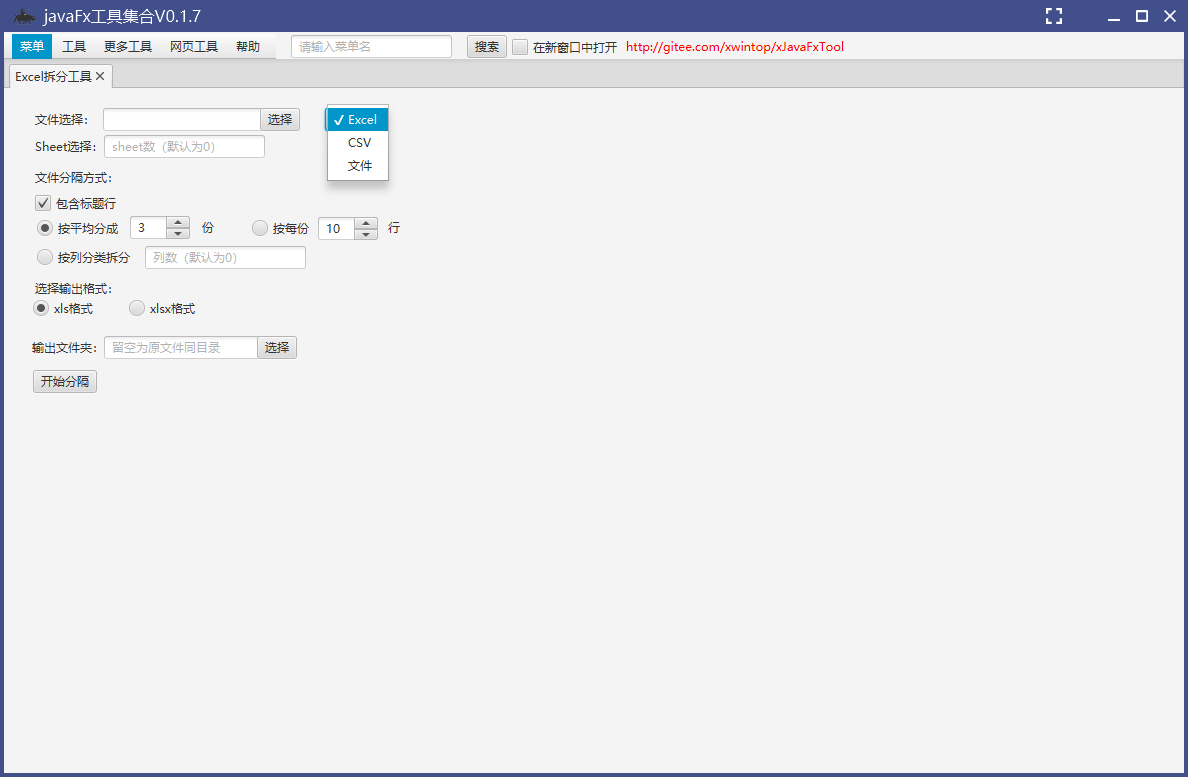 javaFx工具集合V0.1.7
菜单 工具 更多工具 网页工具 帮助 请输入菜单名 搜索 在新窗口中打开 http://gitee.com/xwintop/xJavaFxTool
Excel拆分工具
文件选择: 选择 Excel
Sheet选择: sheet数（默认为0） CSV
文件
文件分隔方式:
包含标题行
按平均分成 3 份 按每份 10 行
按列分类拆分 列数（默认为0）
选择输出格式:
xls格式 xlsx格式
输出文件夹: 留空为原文件同目录 选择
开始分隔